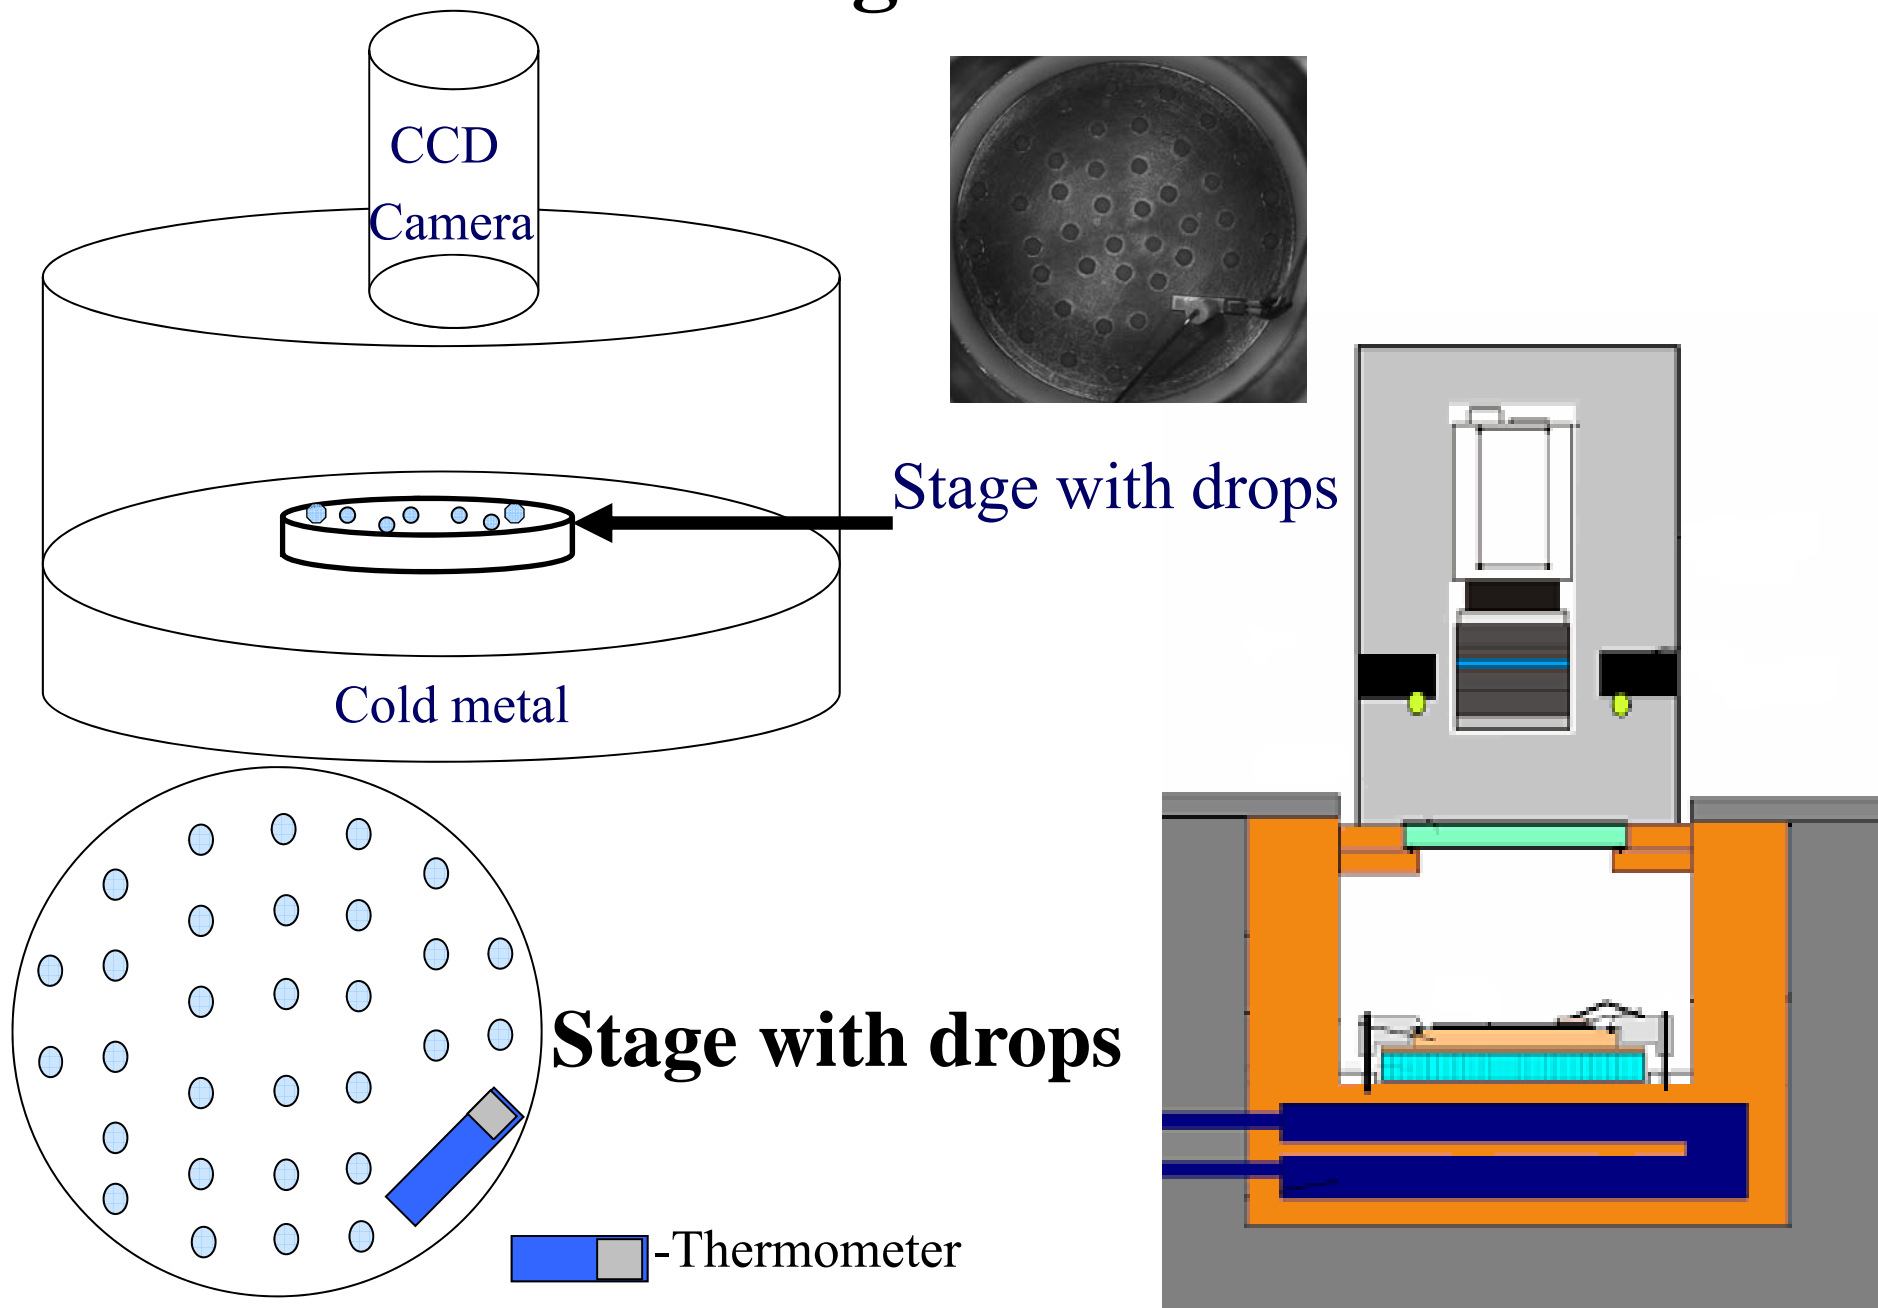 g
CCD
Camera
Stage with drops
Cold metal
Stage with drops
-Thermometer